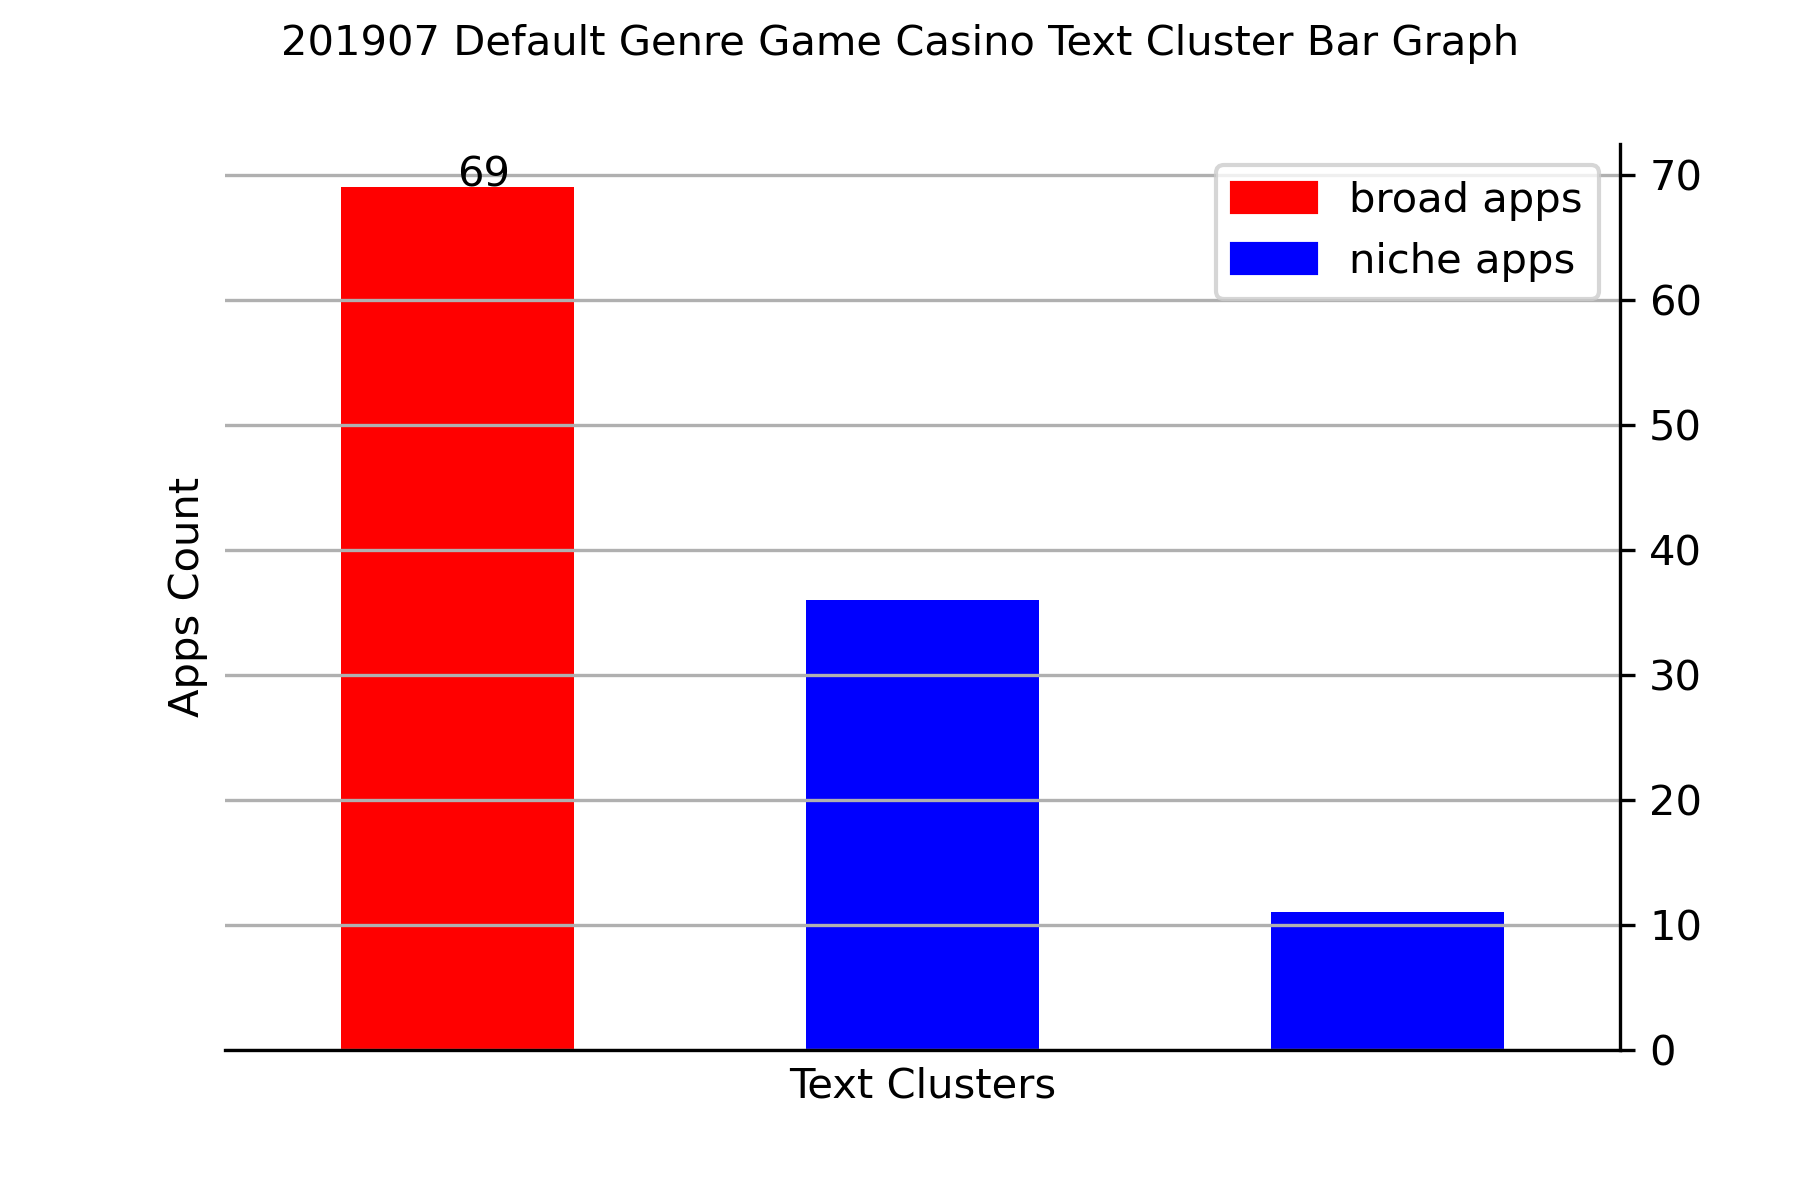 201907 Default Genre Game Casino Text Cluster Bar Graph
69
broad apps
niche apps
70
60
50
40
30
20
10
0
Apps Count
Text Clusters